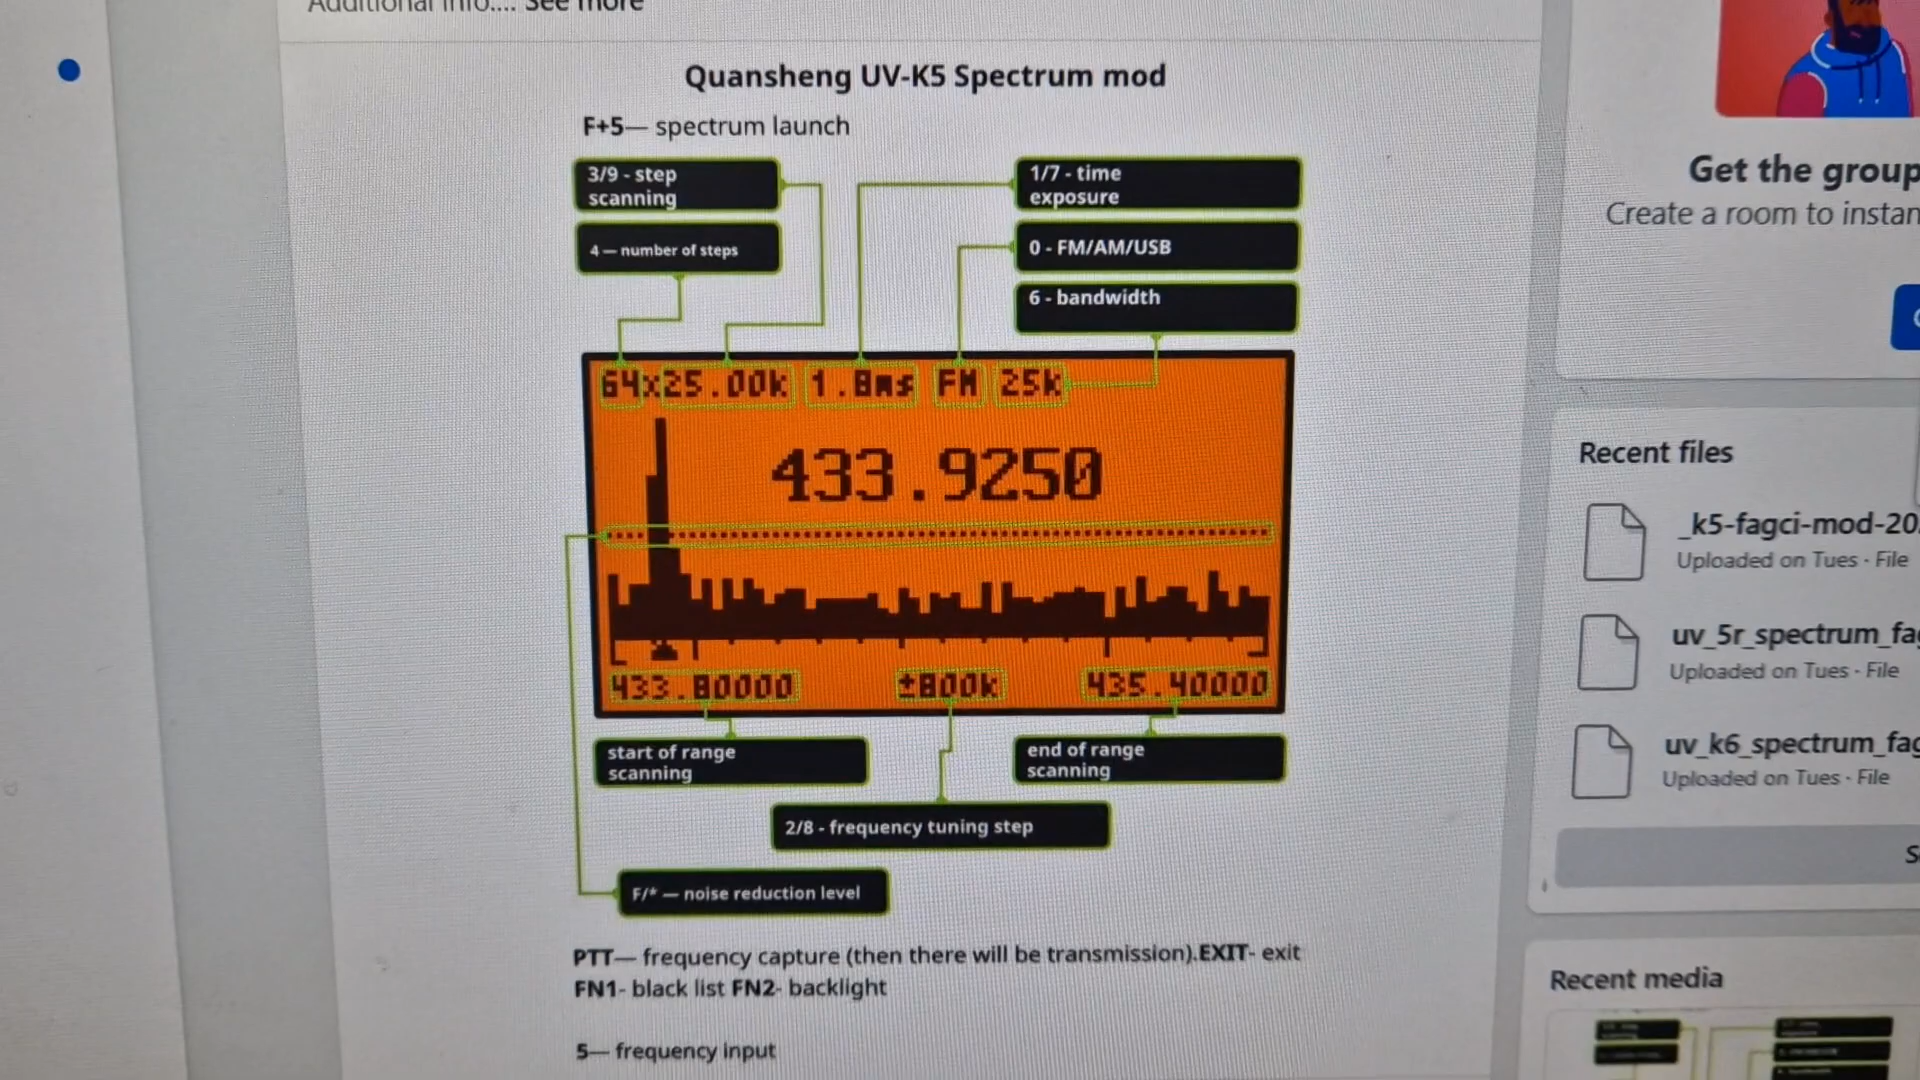 Additional info.... See more
Quansheng UV-K5 Spectrum mod
F+5— spectrum launch
3/9 - step
scanning
4 — number of steps
1/7 - time
exposure
0 - FM/AM/USB
6 - bandwidth
64x25.00k 1.8ms FM 25k
433.9250
433.80000 ±800k 435.40000
start of range
scanning
end of range
scanning
2/8 - frequency tuning step
F/* — noise reduction level
PTT— frequency capture (then there will be transmission).EXIT- exit
FN1- black list FN2- backlight
5— frequency input
Get the group
Create a room to instan
Recent files
_k5-fagci-mod-20
Uploaded on Tues · File
uv_5r_spectrum_fa
Uploaded on Tues · File
uv_k6_spectrum_fag
Uploaded on Tues · File
S
Recent media